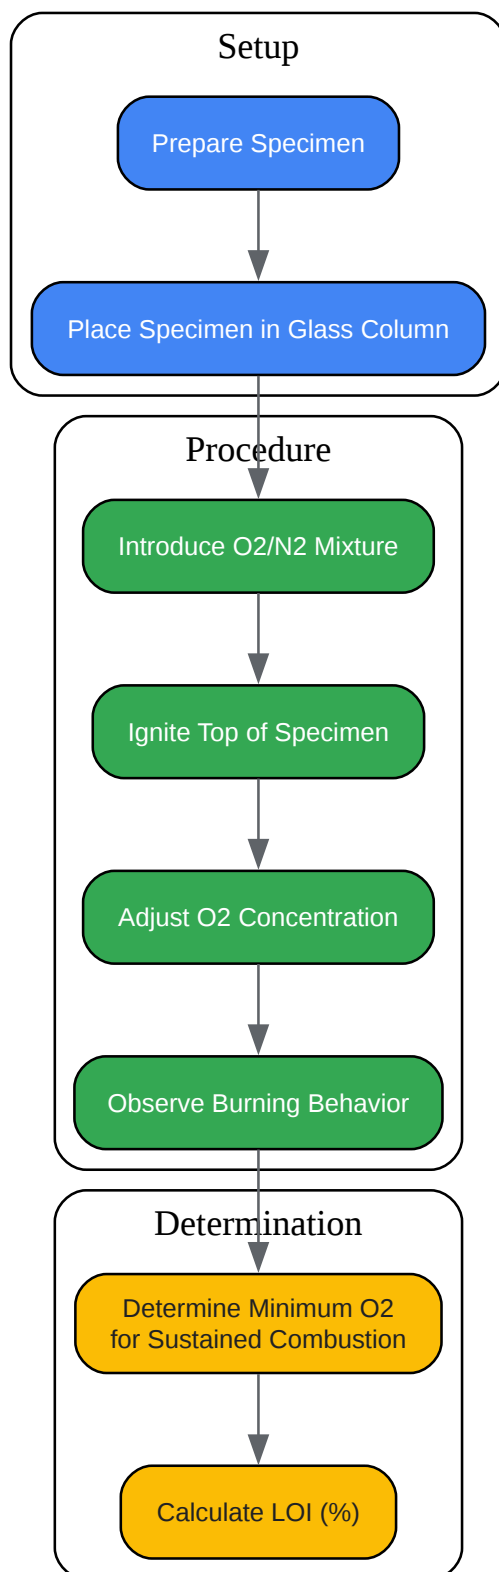 Setup
Prepare Specimen
Place Specimen in Glass Column
Procedure
Introduce O2/N2 Mixture
Ignite Top of Specimen
Adjust O2 Concentration
Observe Burning Behavior
Determination
Determine Minimum O2
for Sustained Combustion
Calculate LOI (%)